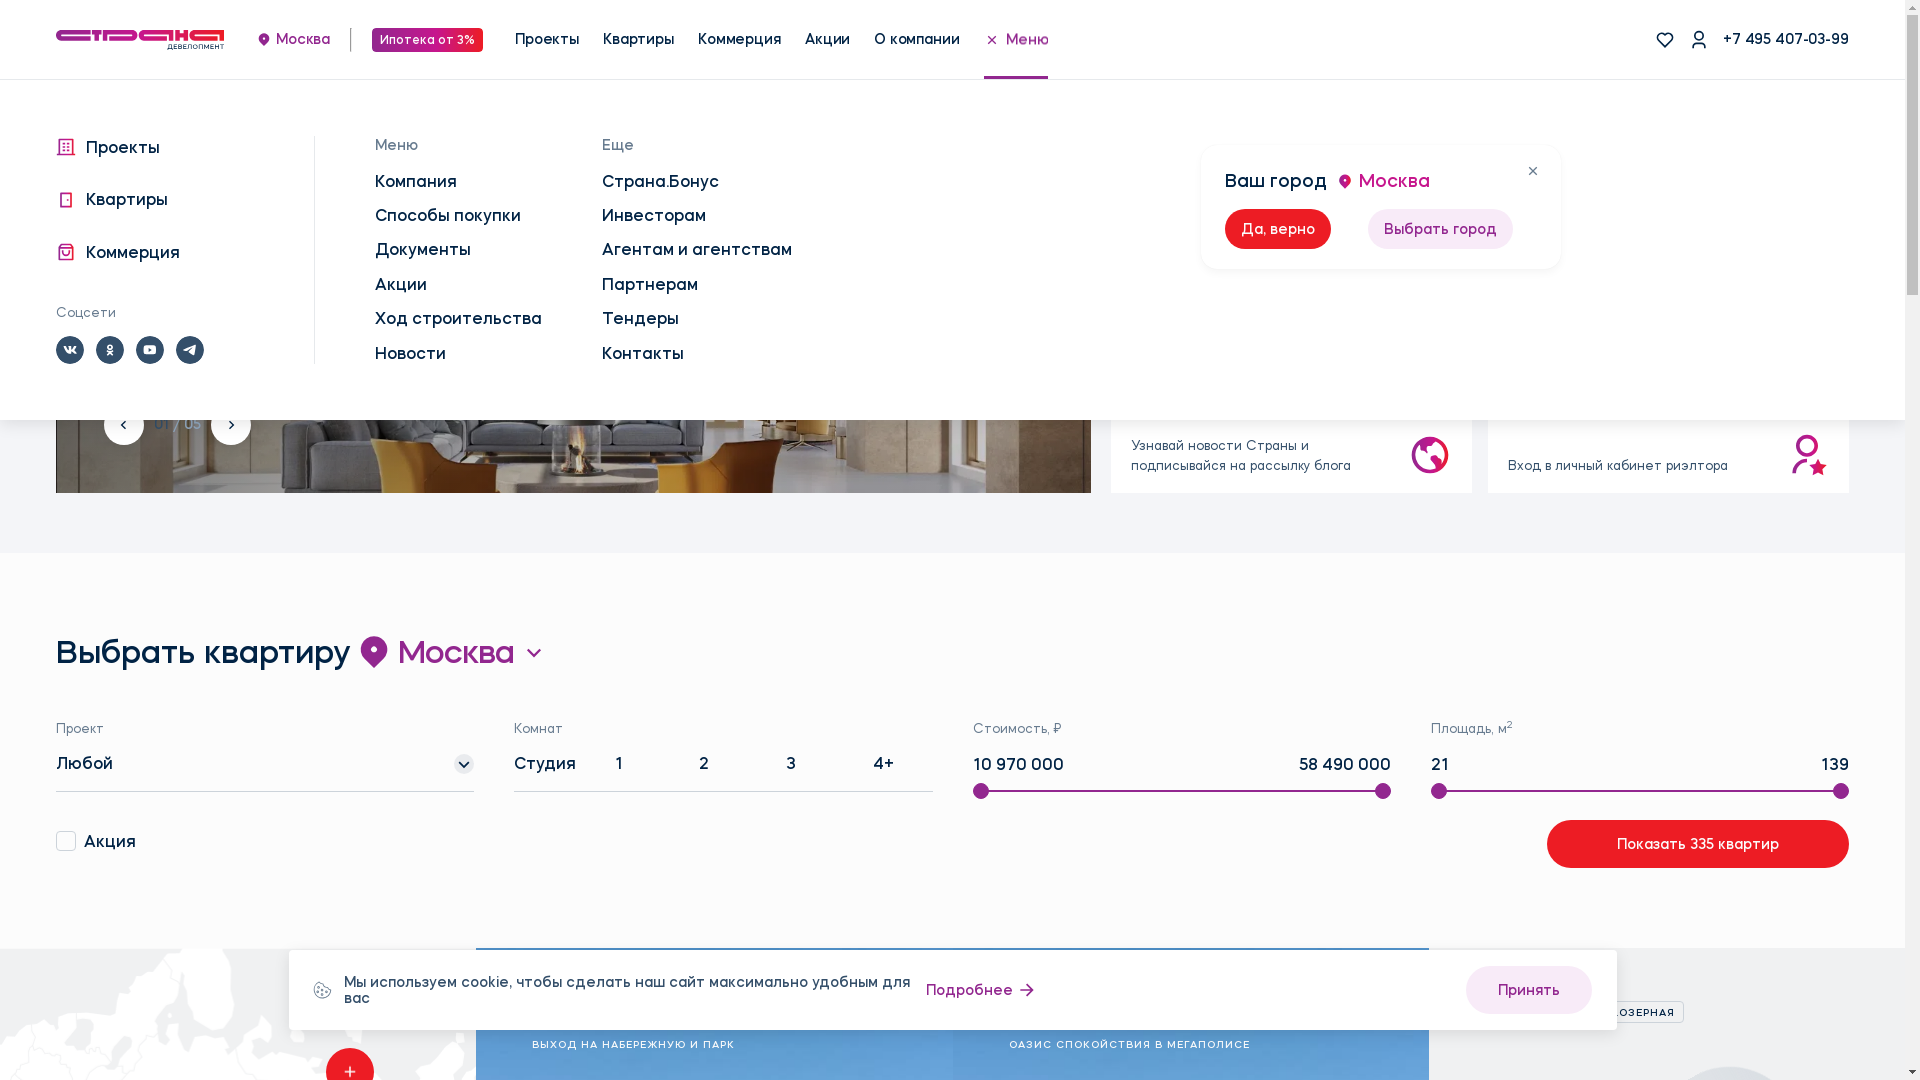 СТРАНА
ДЕВЕЛОПМЕНТ
Москва
Ипотека от 3%
Проекты
Квартиры
Коммерция
Акции
О компании
Меню
+7 495 407-03-99
Проекты
Квартиры
Коммерция
Соцсети
Меню
Компания
Способы покупки
Документы
Акции
Ход строительства
Новости
Еще
Страна.Бонус
Инвесторам
Агентам и агентствам
Партнерам
Тендеры
Контакты
Ваш город
Москва
Да, верно
Выбрать город
01 / 05
Узнавай новости Страны и
подписывайся на рассылку блога
Вход в личный кабинет риэлтора
Выбрать квартиру
Москва
Проект
Любой
Комнат
Студия
1
2
3
4+
Стоимость, ₽
10 970 000
58 490 000
Площадь, м²
21
139
Акция
Показать 335 квартир
Мы используем cookie, чтобы сделать наш сайт максимально удобным для
вас
Подробнее
Принять
ВЫХОД НА НАБЕРЕЖНУЮ И ПАРК
ОАЗИС СПОКОЙСТВИЯ В МЕГАПОЛИСЕ